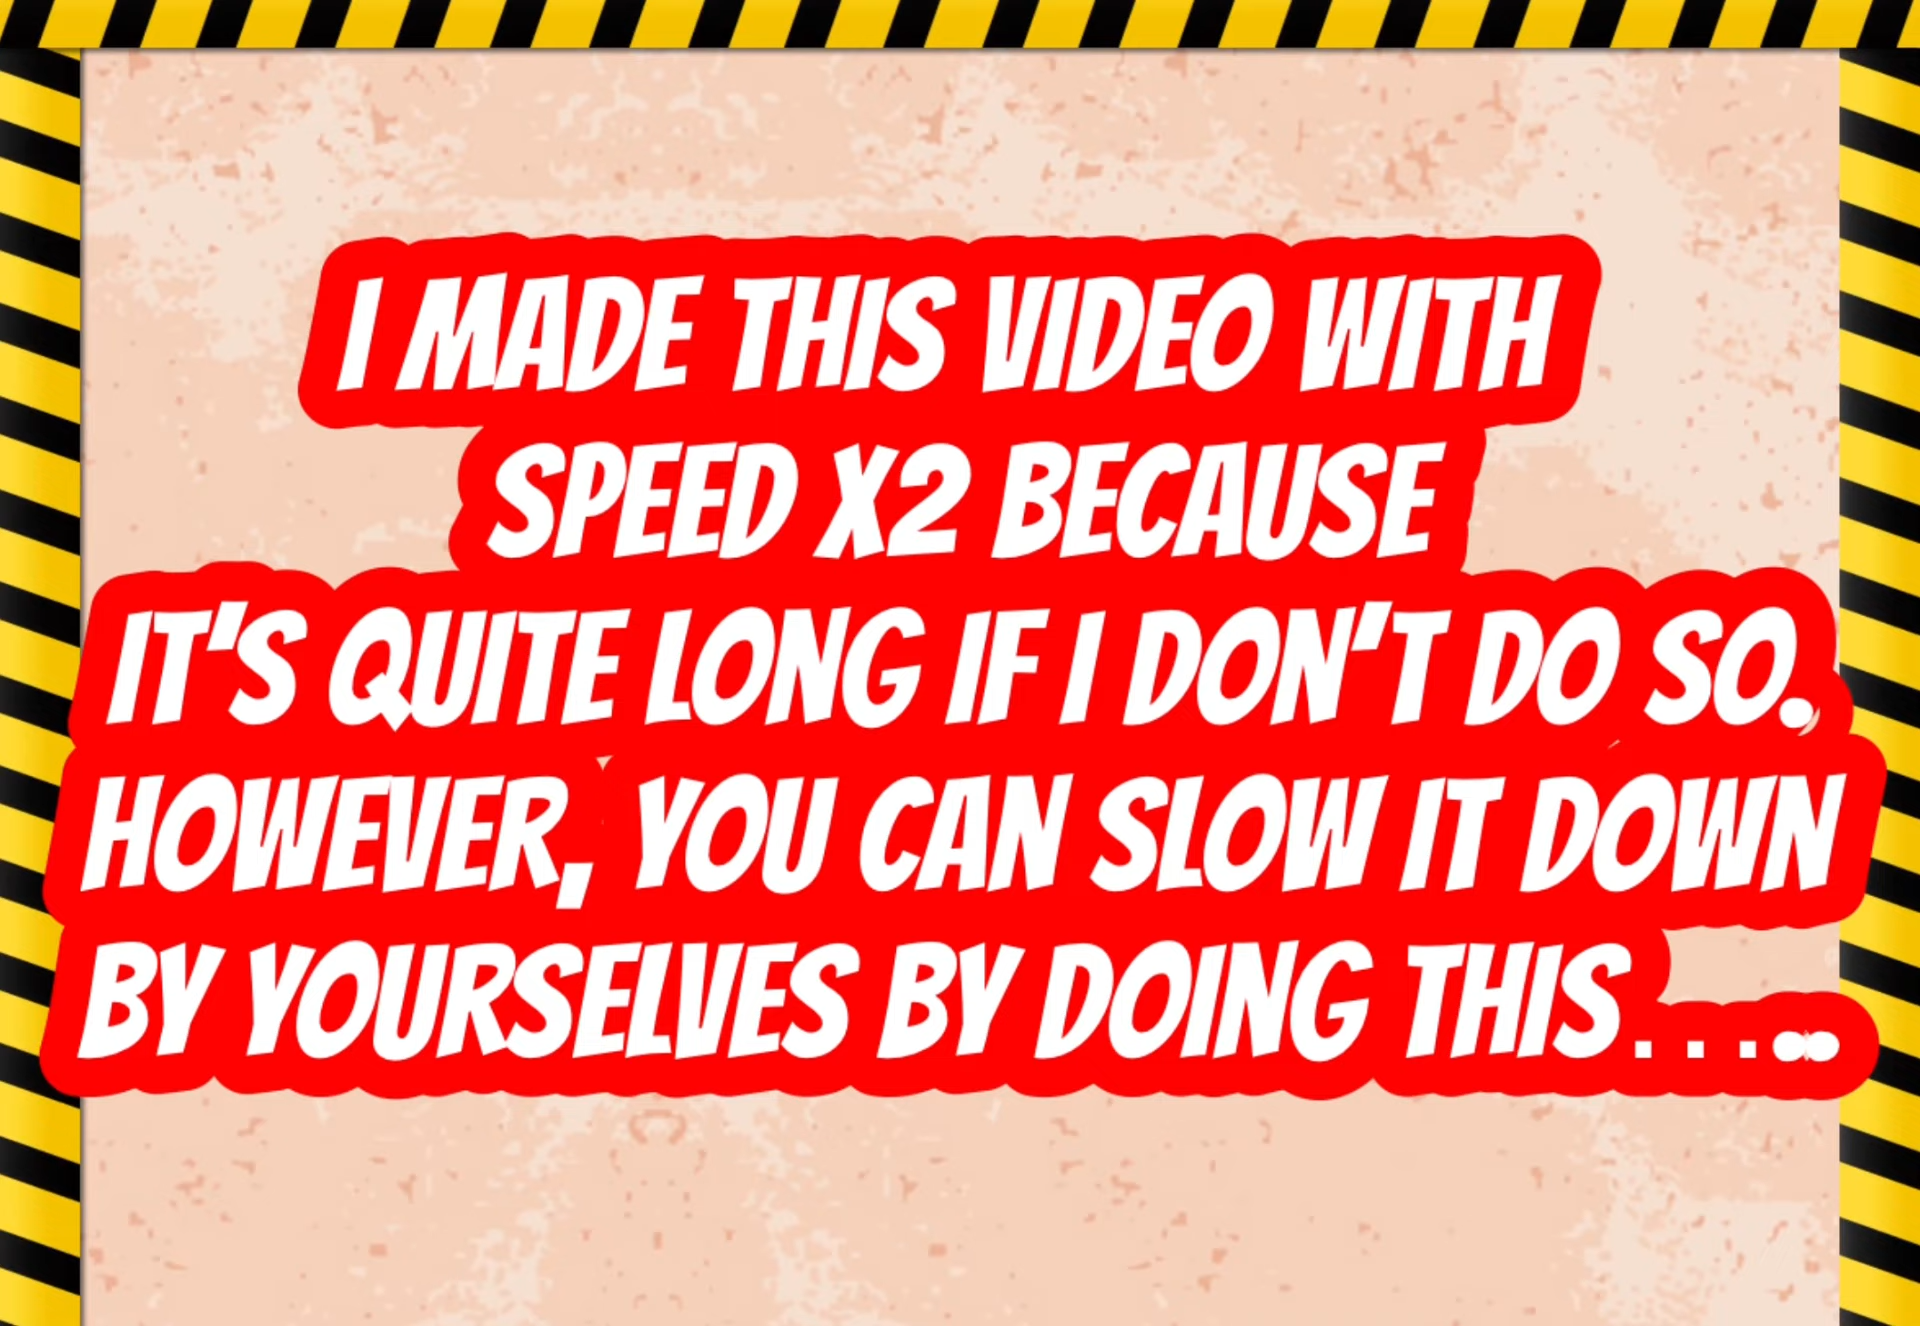 I MADE THIS VIDEO WITH
SPEED X2 BECAUSE
IT'S QUITE LONG IF I DON'T DO SO.
HOWEVER, YOU CAN SLOW IT DOWN
BY YOURSELVES BY DOING THIS.....